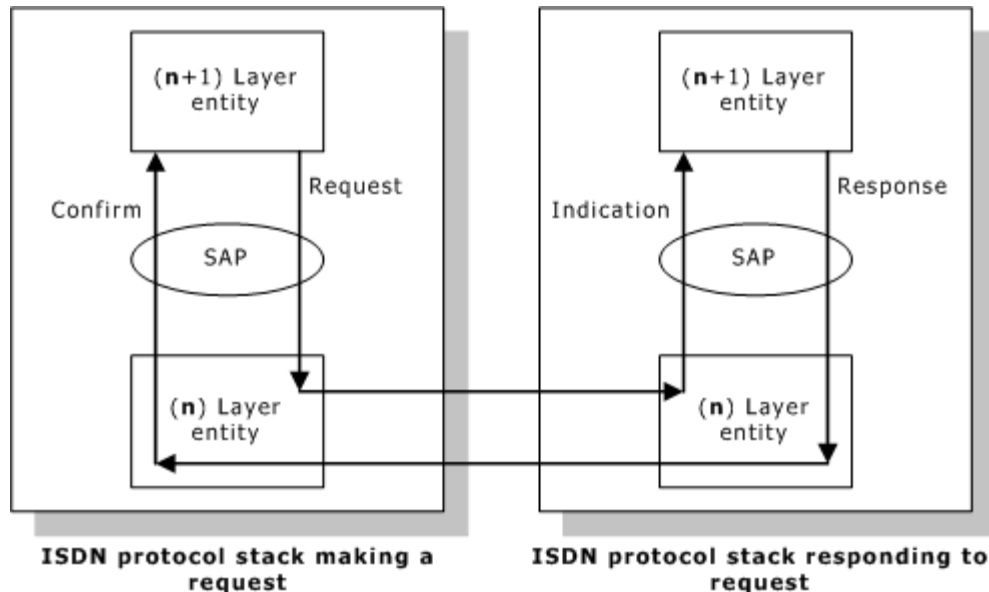 (n+1) Layer
entity
Request
Confirm
SAP
(n) Layer
entity
ISDN protocol stack making a
request
(n+1) Layer
entity
Response
Indication
SAP
(n) Layer
entity
ISDN protocol stack responding to
request